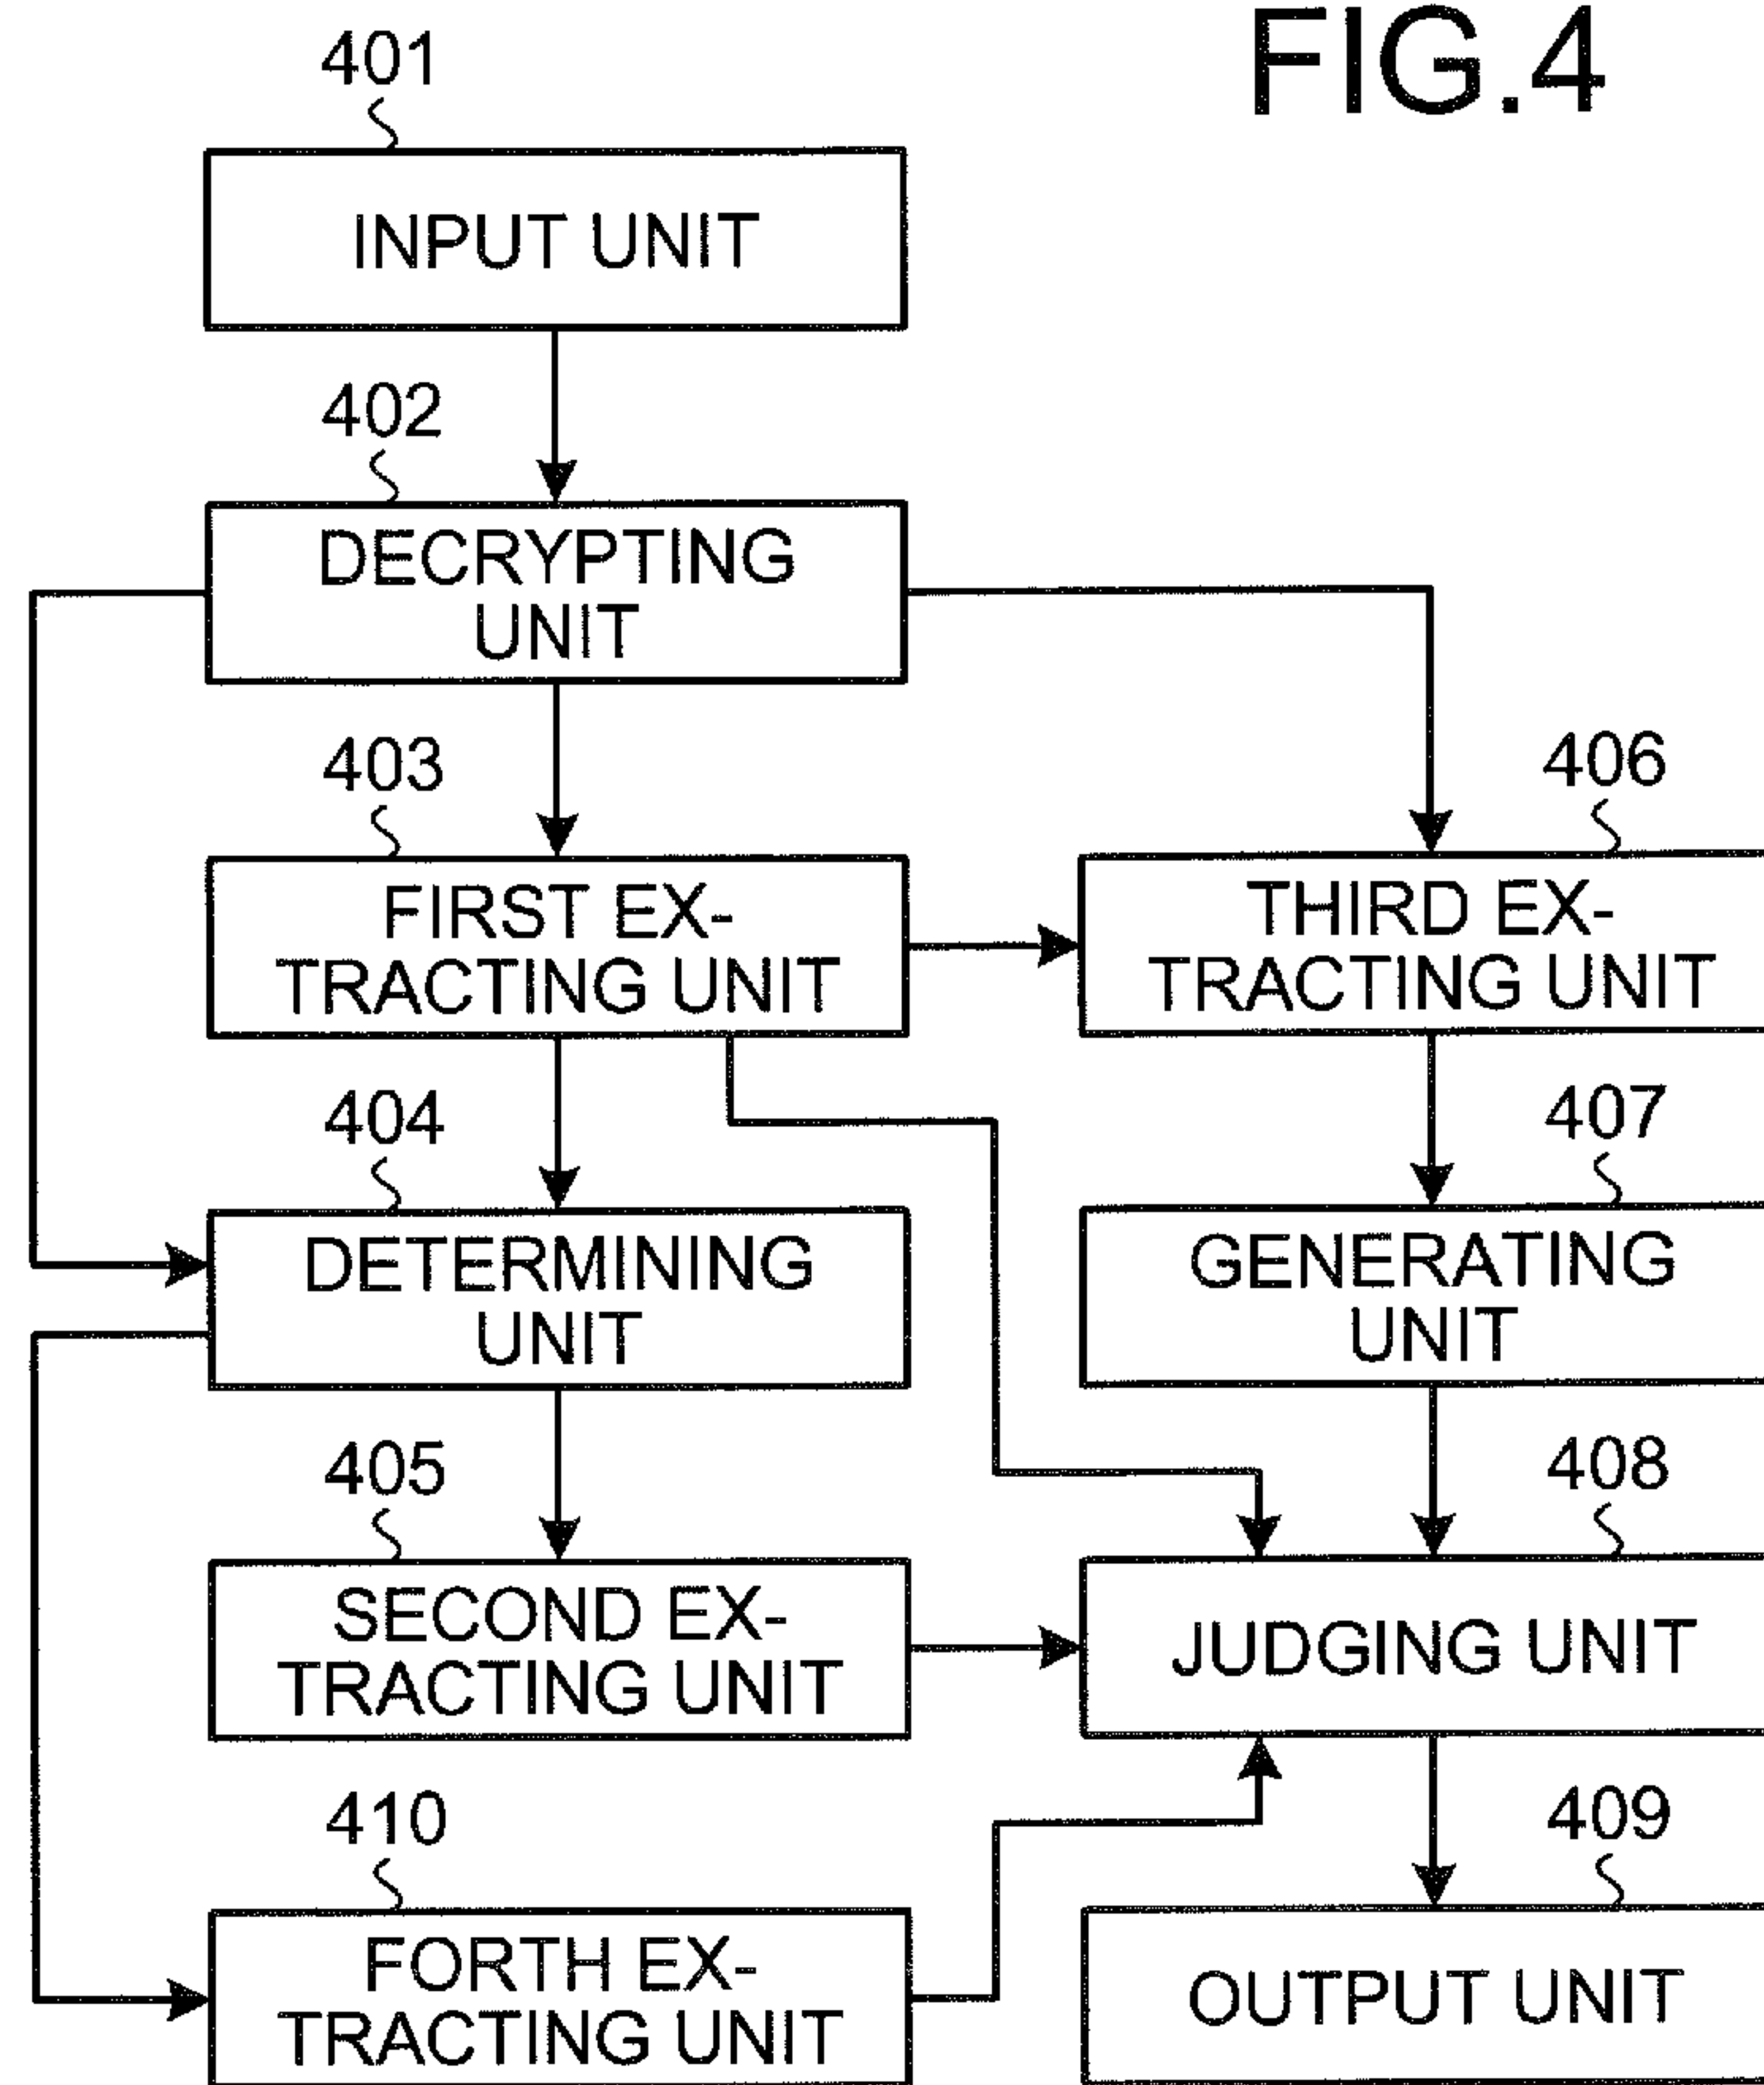 FIG.4
401
INPUT UNIT
402
DECRYPTING
UNIT
403
FIRST EX-
TRACTING UNIT
406
THIRD EX-
TRACTING UNIT
404
DETERMINING
UNIT
407
GENERATING
UNIT
405
SECOND EX-
TRACTING UNIT
408
JUDGING UNIT
410
FORTH EX-
TRACTING UNIT
409
OUTPUT UNIT